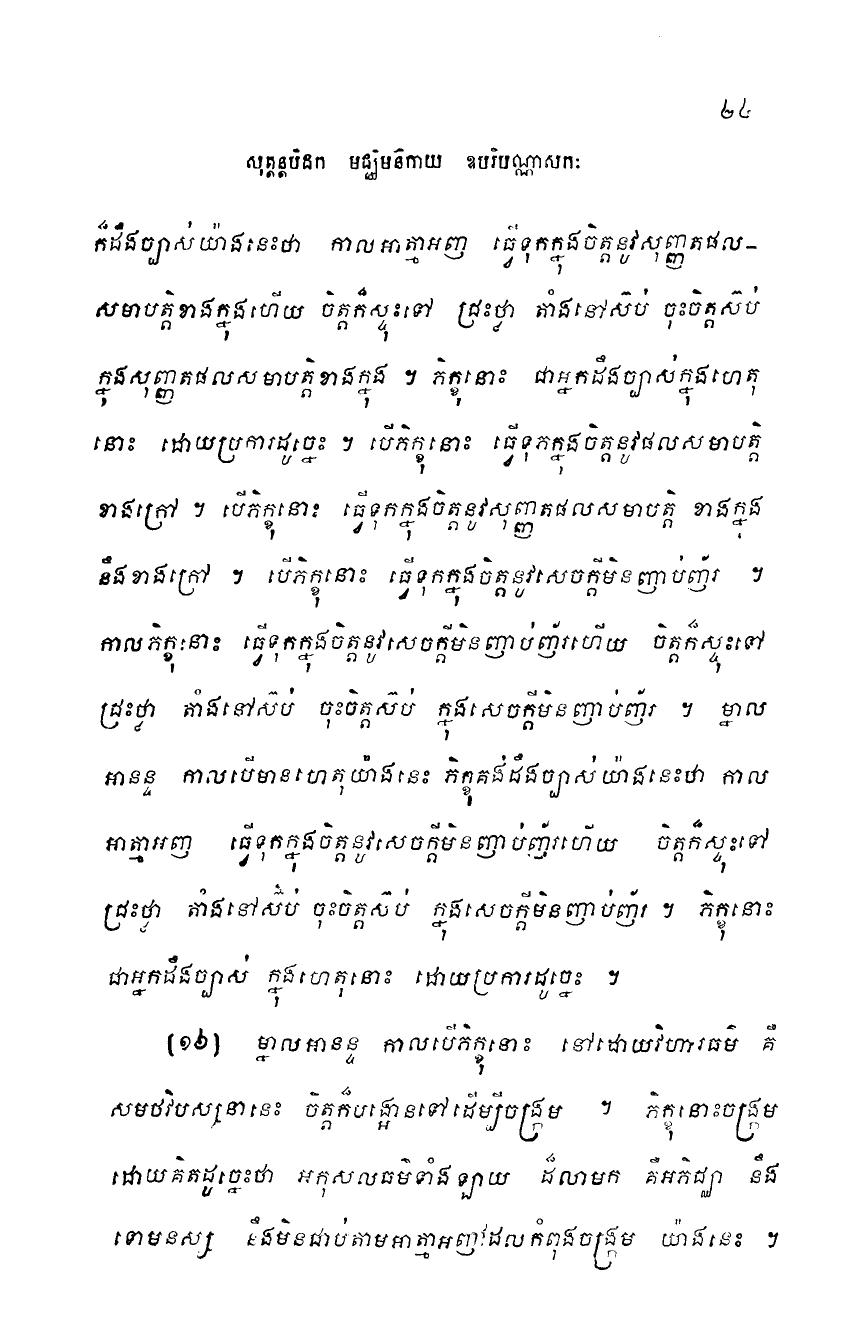 ២៤
សុត្តន្តបិដក មជ្ឈិមនិកាយ ឧបរិបណ្ណាសកៈ
ក៏ដឹងច្បាស់យ៉ាងនេះថា កាលអាត្មាអញ ធ្វើទុកក្នុងចិត្តនូវសុញ្ញតផល–
សមាបត្តិខាងក្នុងហើយ ចិត្តក៏ស្ទុះទៅ ជ្រះថ្លា តាំងនៅស៊ប់ ចុះចិត្តស៊ប់
ក្នុងសុញ្ញតផលសមាបត្តិខាងក្នុង ។ ភិក្ខុនោះ ជាអ្នកដឹងច្បាស់ក្នុងហេតុ
នោះ ដោយប្រការដូច្នេះ ។ បើភិក្ខុនោះ ធ្វើទុកក្នុងចិត្តនូវផលសមាបត្តិ
ខាងក្រៅ ។ បើភិក្ខុនោះ ធ្វើទុកក្នុងចិត្តនូវសុញ្ញតផលសមាបត្តិ ខាងក្នុង
នឹងខាងក្រៅ ។ បើភិក្ខុនោះ ធ្វើទុកក្នុងចិត្តនូវសេចក្តីមិនញាប់ញ័រ ។
កាលភិក្ខុនោះ ធ្វើទុកក្នុងចិត្តនូវសេចក្តីមិនញាប់ញ័រហើយ ចិត្តក៏ស្ទុះទៅ
ជ្រះថ្លា តាំងនៅស៊ប់ ចុះចិត្តស៊ប់ ក្នុងសេចក្តីមិនញាប់ញ័រ ។ ម្នាល
អានន្ទ កាលបើមានហេតុយ៉ាងនេះ ភិក្ខុគង់ដឹងច្បាស់យ៉ាងនេះថា កាល
អាត្មាអញ ធ្វើទុកក្នុងចិត្តនូវសេចក្តីមិនញាប់ញ័រហើយ ចិត្តក៏ស្ទុះទៅ
ជ្រះថ្លា តាំងនៅស៊ប់ ចុះចិត្តស៊ប់ ក្នុងសេចក្តីមិនញាប់ញ័រ ។ ភិក្ខុនោះ
ជាអ្នកដឹងច្បាស់ ក្នុងហេតុនោះ ដោយប្រការដូច្នេះ ។
(១៦) ម្នាលអានន្ទ កាលបើភិក្ខុនោះ នៅដោយវិហារធម៌ គឺ
សមថវិបស្សនានេះ ចិត្តក៏បង្អោនទៅដើម្បីចង្ក្រម ។ ភិក្ខុនោះចង្ក្រម
ដោយគិតដូច្នេះថា អកុសលធម៌ទាំងឡាយ ដ៏លាមក គឺអភិជ្ឈា នឹង
ទោមនស្ស នឹងមិនជាប់តាមអាត្មាអញដែលកំពុងចង្ក្រម យ៉ាងនេះ ។